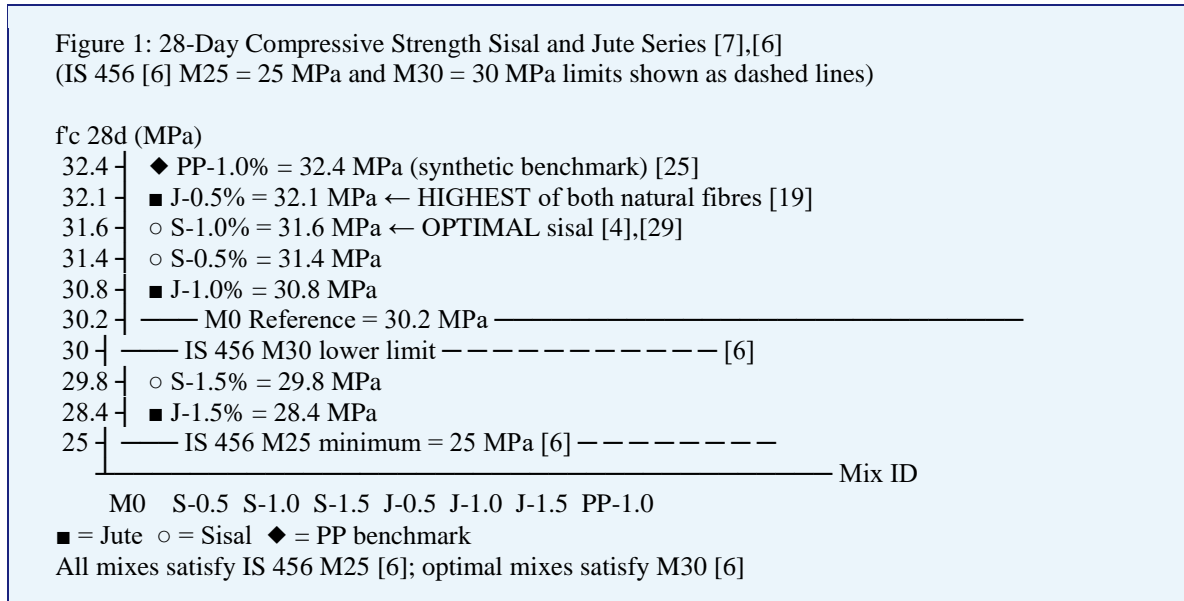 Figure 1: 28-Day Compressive Strength Sisal and Jute Series [7],[6]
(IS 456 [6] M25 = 25 MPa and M30 = 30 MPa limits shown as dashed lines)
f'c 28d (MPa)
32.4 ┤ ◆ PP-1.0% = 32.4 MPa (synthetic benchmark) [25]
32.1 ┤ ■ J-0.5% = 32.1 MPa ← HIGHEST of both natural fibres [19]
31.6 ┤ ○ S-1.0% = 31.6 MPa ← OPTIMAL sisal [4],[29]
31.4 ┤ ○ S-0.5% = 31.4 MPa
30.8 ┤ ■ J-1.0% = 30.8 MPa
30.2 ┤ ─── M0 Reference = 30.2 MPa ───────────────────────────
30 ┤ ─── IS 456 M30 lower limit ─ ─ ─ ─ ─ ─ ─ ─ ─ ─ ─ [6]
29.8 ┤ ○ S-1.5% = 29.8 MPa
28.4 ┤ ■ J-1.5% = 28.4 MPa
25 ┤ ─── IS 456 M25 minimum = 25 MPa [6] ─ ─ ─ ─ ─ ─ ─ ─
└─────────────────────────────────── Mix ID
M0 S-0.5 S-1.0 S-1.5 J-0.5 J-1.0 J-1.5 PP-1.0
■ = Jute ○ = Sisal ◆ = PP benchmark
All mixes satisfy IS 456 M25 [6]; optimal mixes satisfy M30 [6]